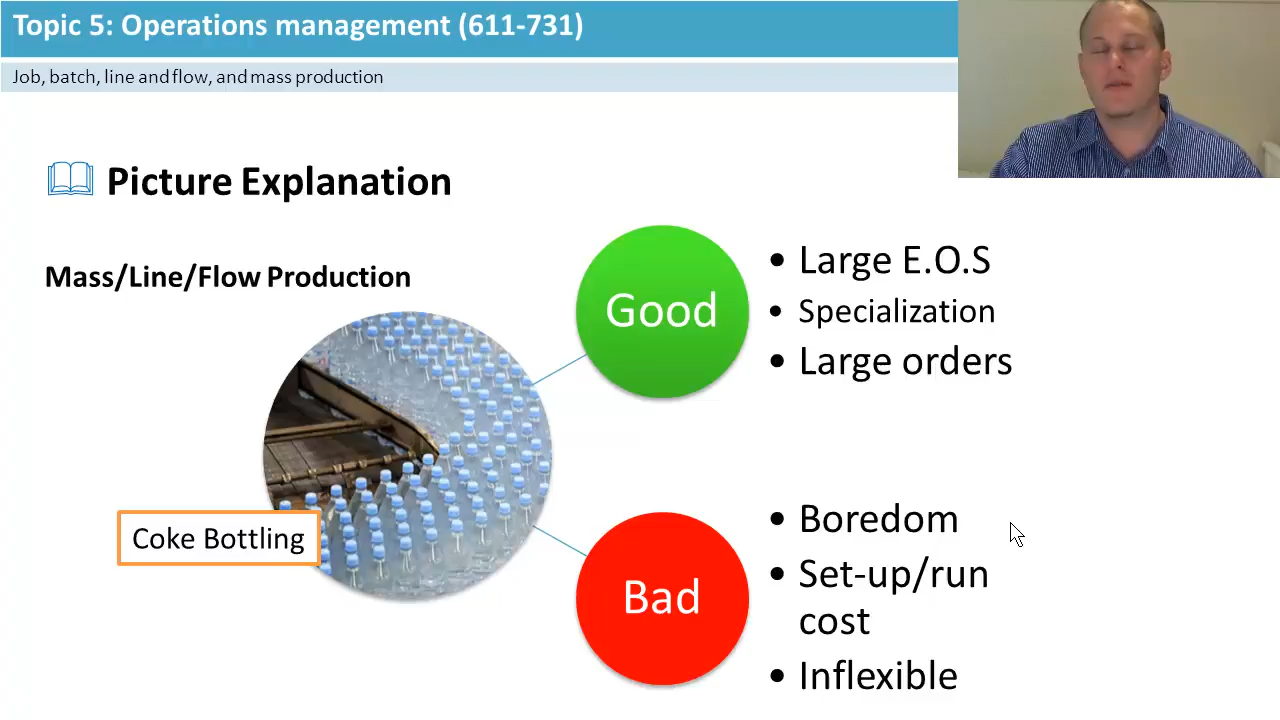 Topic 5: Operations management (611-731)
Job, batch, line and flow, and mass production
Picture Explanation
Mass/Line/Flow Production
Good
• Large E.O.S
• Specialization
• Large orders
Coke Bottling
Bad
• Boredom
• Set-up/run
cost
• Inflexible